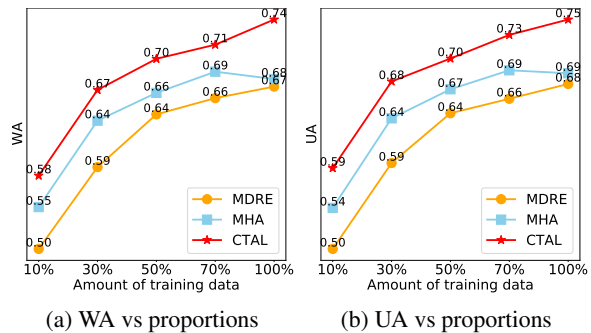 0.74
0.71
0.70
0.67
0.69
0.68
0.66
0.67
0.64
0.66
0.64
0.58
0.59
0.55
0.50
WA
MDRE
MHA
CTAL
10% 30% 50% 70% 100%
Amount of training data
(a) WA vs proportions
0.75
0.73
0.70
0.68
0.69
0.69
0.67
0.68
0.64
0.66
0.64
0.59
0.59
0.54
0.50
UA
MDRE
MHA
CTAL
10% 30% 50% 70% 100%
Amount of training data
(b) UA vs proportions